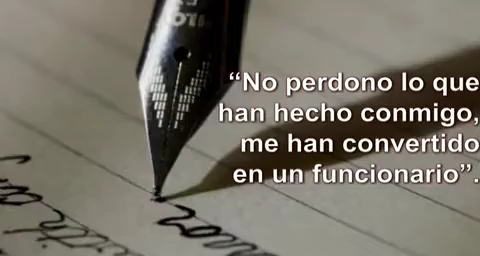 “No perdono lo que
han hecho conmigo,
me han convertido
en un funcionario”.